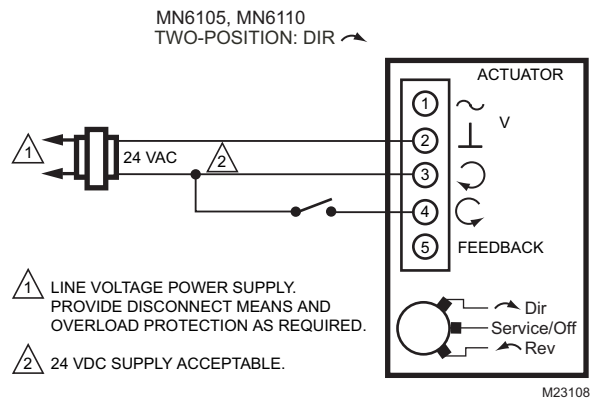 MN6105, MN6110
TWO-POSITION: DIR
ACTUATOR
1
V
2
1
24 VAC
2
3
4
5 FEEDBACK
1 LINE VOLTAGE POWER SUPPLY.
PROVIDE DISCONNECT MEANS AND
OVERLOAD PROTECTION AS REQUIRED.
2 24 VDC SUPPLY ACCEPTABLE.
Dir
Service/Off
Rev
M23108